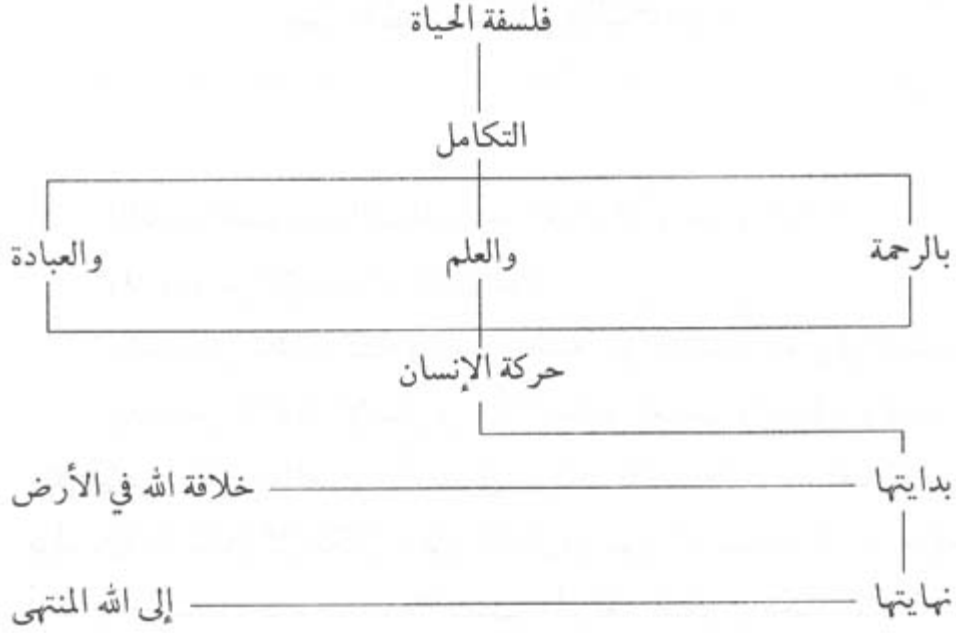 فلسفة الحياة
التكامل
بالرحمة والعلم والعبادة
حركة الإنسان
بدايتها خلافة الله في الأرض
نهايتها إلى الله المنتهى